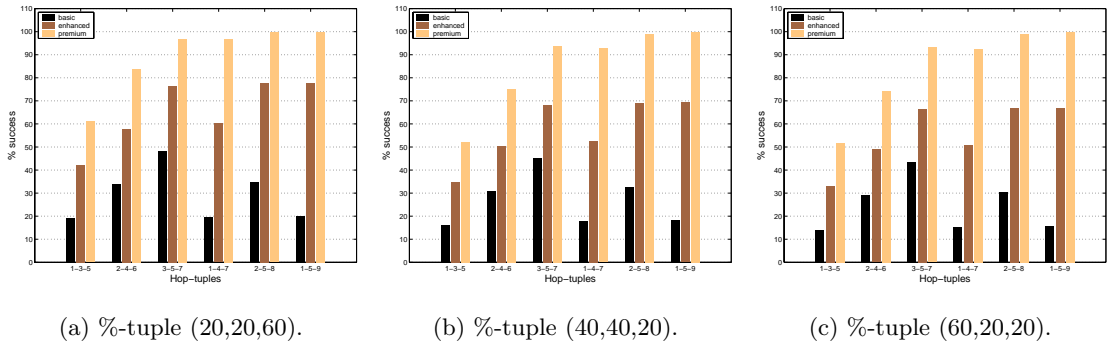 110
100
90
80
70
60
50
40
30
20
10
0
% success
basic
enhanced
premium
1−3−5 2−4−6 3−5−7 1−4−7 2−5−8 1−5−9
Hop−tuples
(a) %-tuple (20,20,60).
110
100
90
80
70
60
50
40
30
20
10
0
% success
basic
enhanced
premium
1−3−5 2−4−6 3−5−7 1−4−7 2−5−8 1−5−9
Hop−tuples
(b) %-tuple (40,40,20).
110
100
90
80
70
60
50
40
30
20
10
0
% success
basic
enhanced
premium
1−3−5 2−4−6 3−5−7 1−4−7 2−5−8 1−5−9
Hop−tuples
(c) %-tuple (60,20,20).